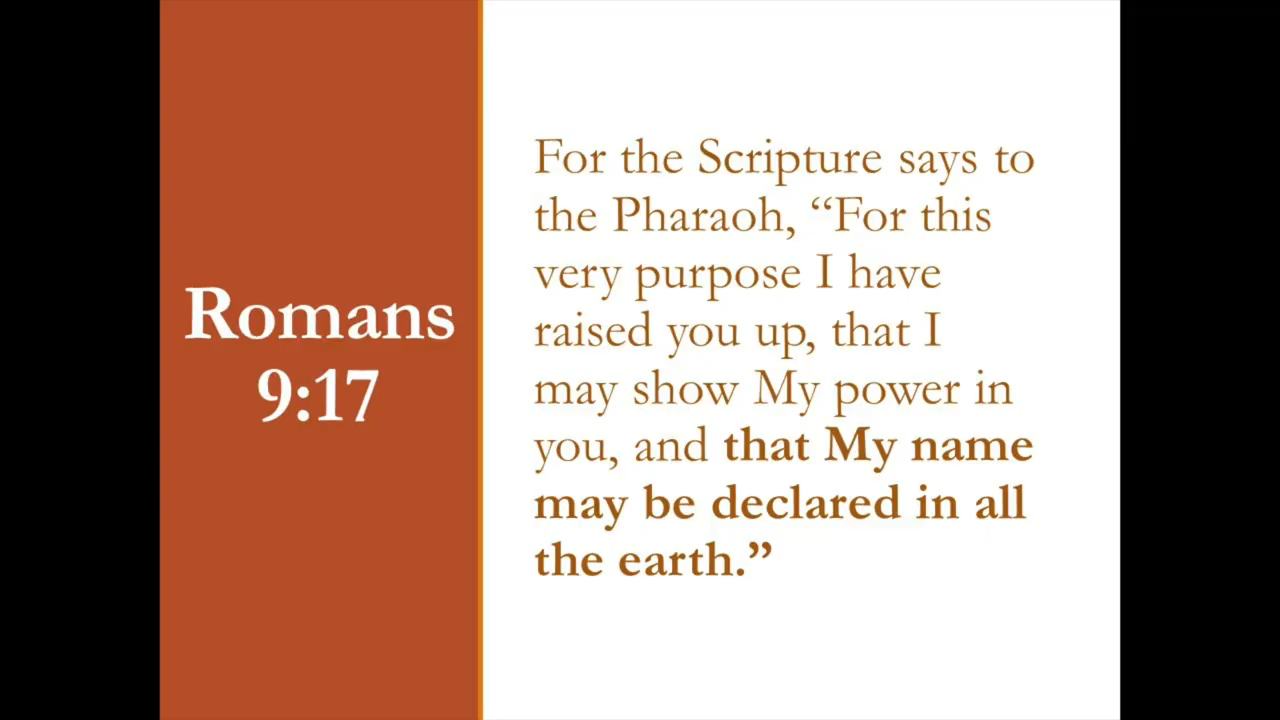 Romans
9:17
For the Scripture says to
the Pharaoh, “For this
very purpose I have
raised you up, that I
may show My power in
you, and that My name
may be declared in all
the earth.”